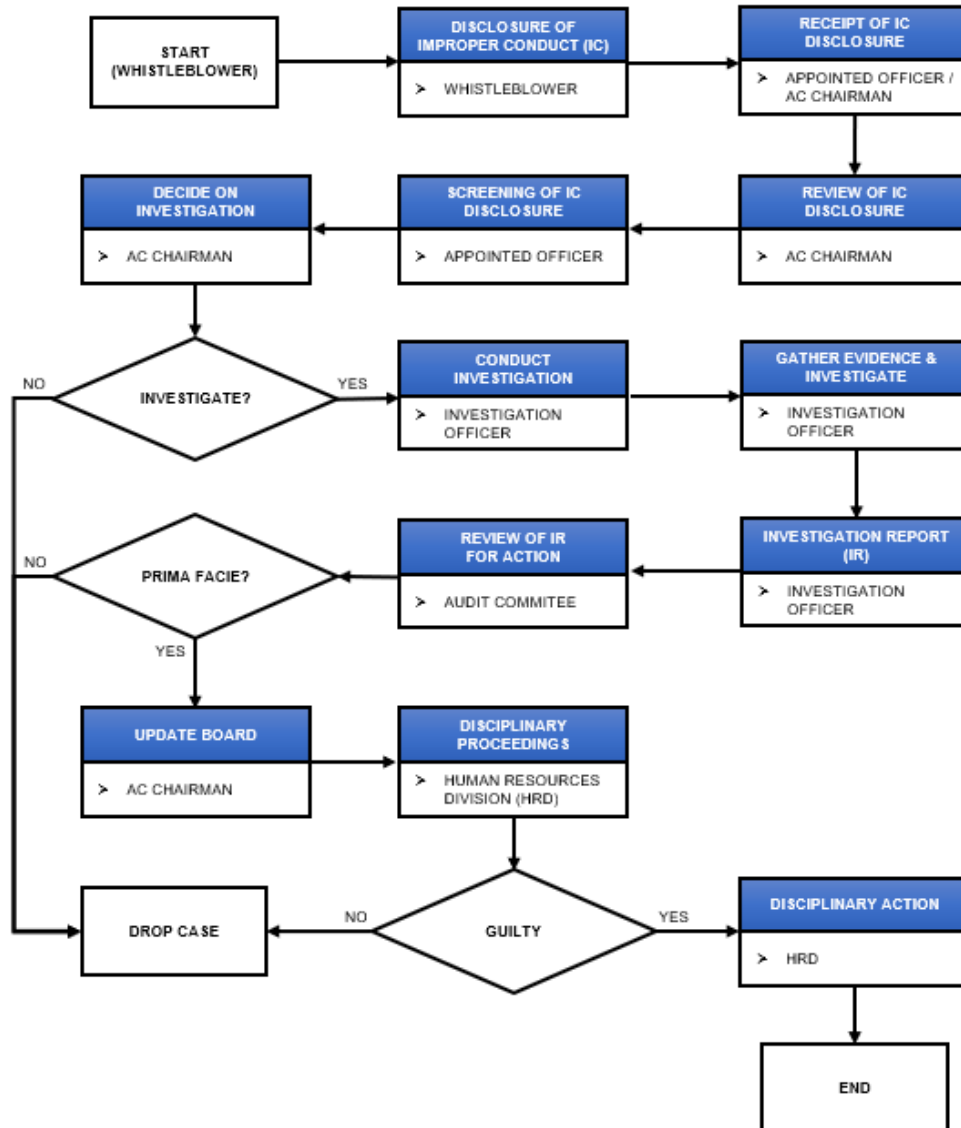 START
(WHISTLEBLOWER)
DISCLOSURE OF
IMPROPER CONDUCT (IC)
➢ WHISTLEBLOWER
RECEIPT OF IC
DISCLOSURE
➢ APPOINTED OFFICER /
AC CHAIRMAN
DECIDE ON
INVESTIGATION
➢ AC CHAIRMAN
SCREENING OF IC
DISCLOSURE
➢ APPOINTED OFFICER
REVIEW OF IC
DISCLOSURE
➢ AC CHAIRMAN
NO
INVESTIGATE?
YES
CONDUCT
INVESTIGATION
➢ INVESTIGATION
OFFICER
GATHER EVIDENCE &
INVESTIGATE
➢ INVESTIGATION
OFFICER
NO
PRIMA FACIE?
YES
REVIEW OF IR
FOR ACTION
➢ AUDIT COMMITEE
INVESTIGATION REPORT
(IR)
➢ INVESTIGATION
OFFICER
UPDATE BOARD
➢ AC CHAIRMAN
DISCIPLINARY
PROCEEDINGS
➢ HUMAN RESOURCES
DIVISION (HRD)
DROP CASE
NO
GUILTY
YES
DISCIPLINARY ACTION
➢ HRD
END